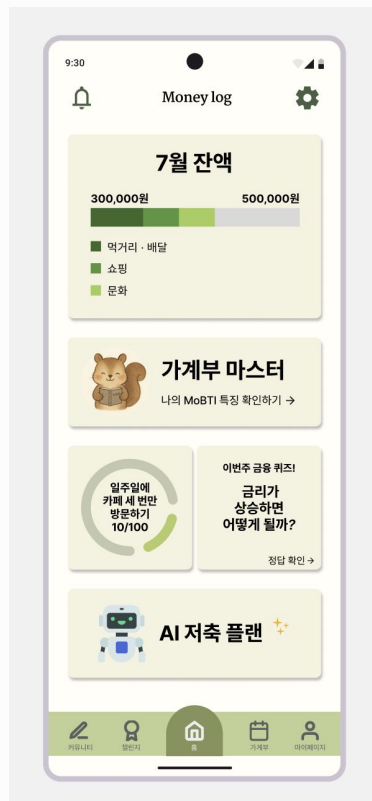 9:30
Money log
7월 잔액
300,000원 500,000원
먹거리 · 배달
쇼핑
문화
가계부 마스터
나의 MoBTI 특징 확인하기 →
일주일에
카페 세 번만
방문하기
10/100
이번주 금융 퀴즈!
금리가
상승하면
어떻게 될까?
정답 확인 →
AI 저축 플랜
커뮤니티 챌린지 홈 가계부 마이페이지